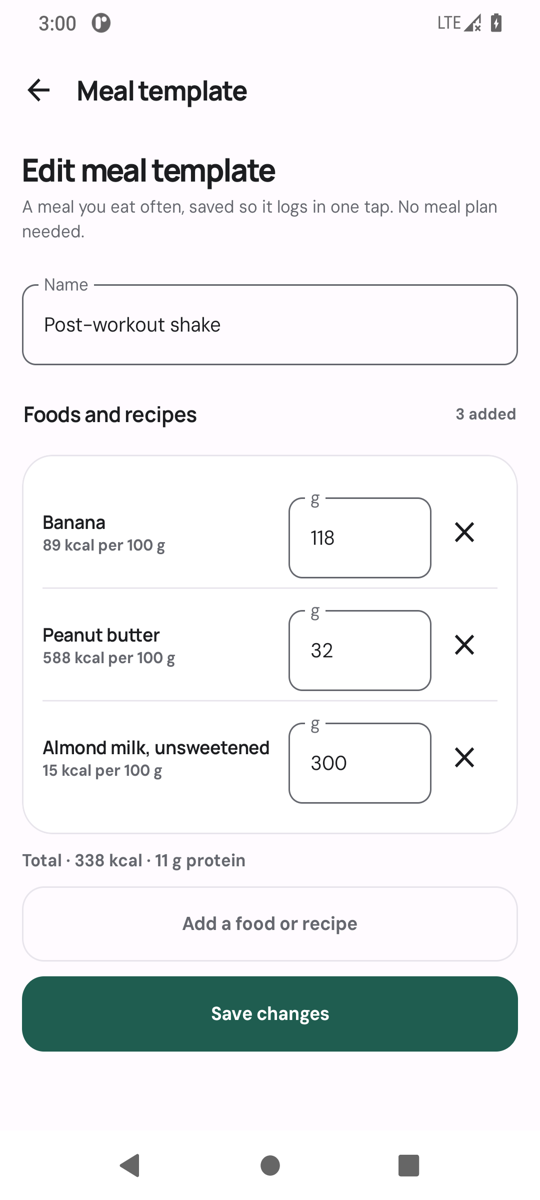 3:00
LTE
Meal template
Edit meal template
A meal you eat often, saved so it logs in one tap. No meal plan
needed.
Name
Post-workout shake
Foods and recipes
3 added
Banana
89 kcal per 100 g
g
118
Peanut butter
588 kcal per 100 g
g
32
Almond milk, unsweetened
15 kcal per 100 g
g
300
Total · 338 kcal · 11 g protein
Add a food or recipe
Save changes